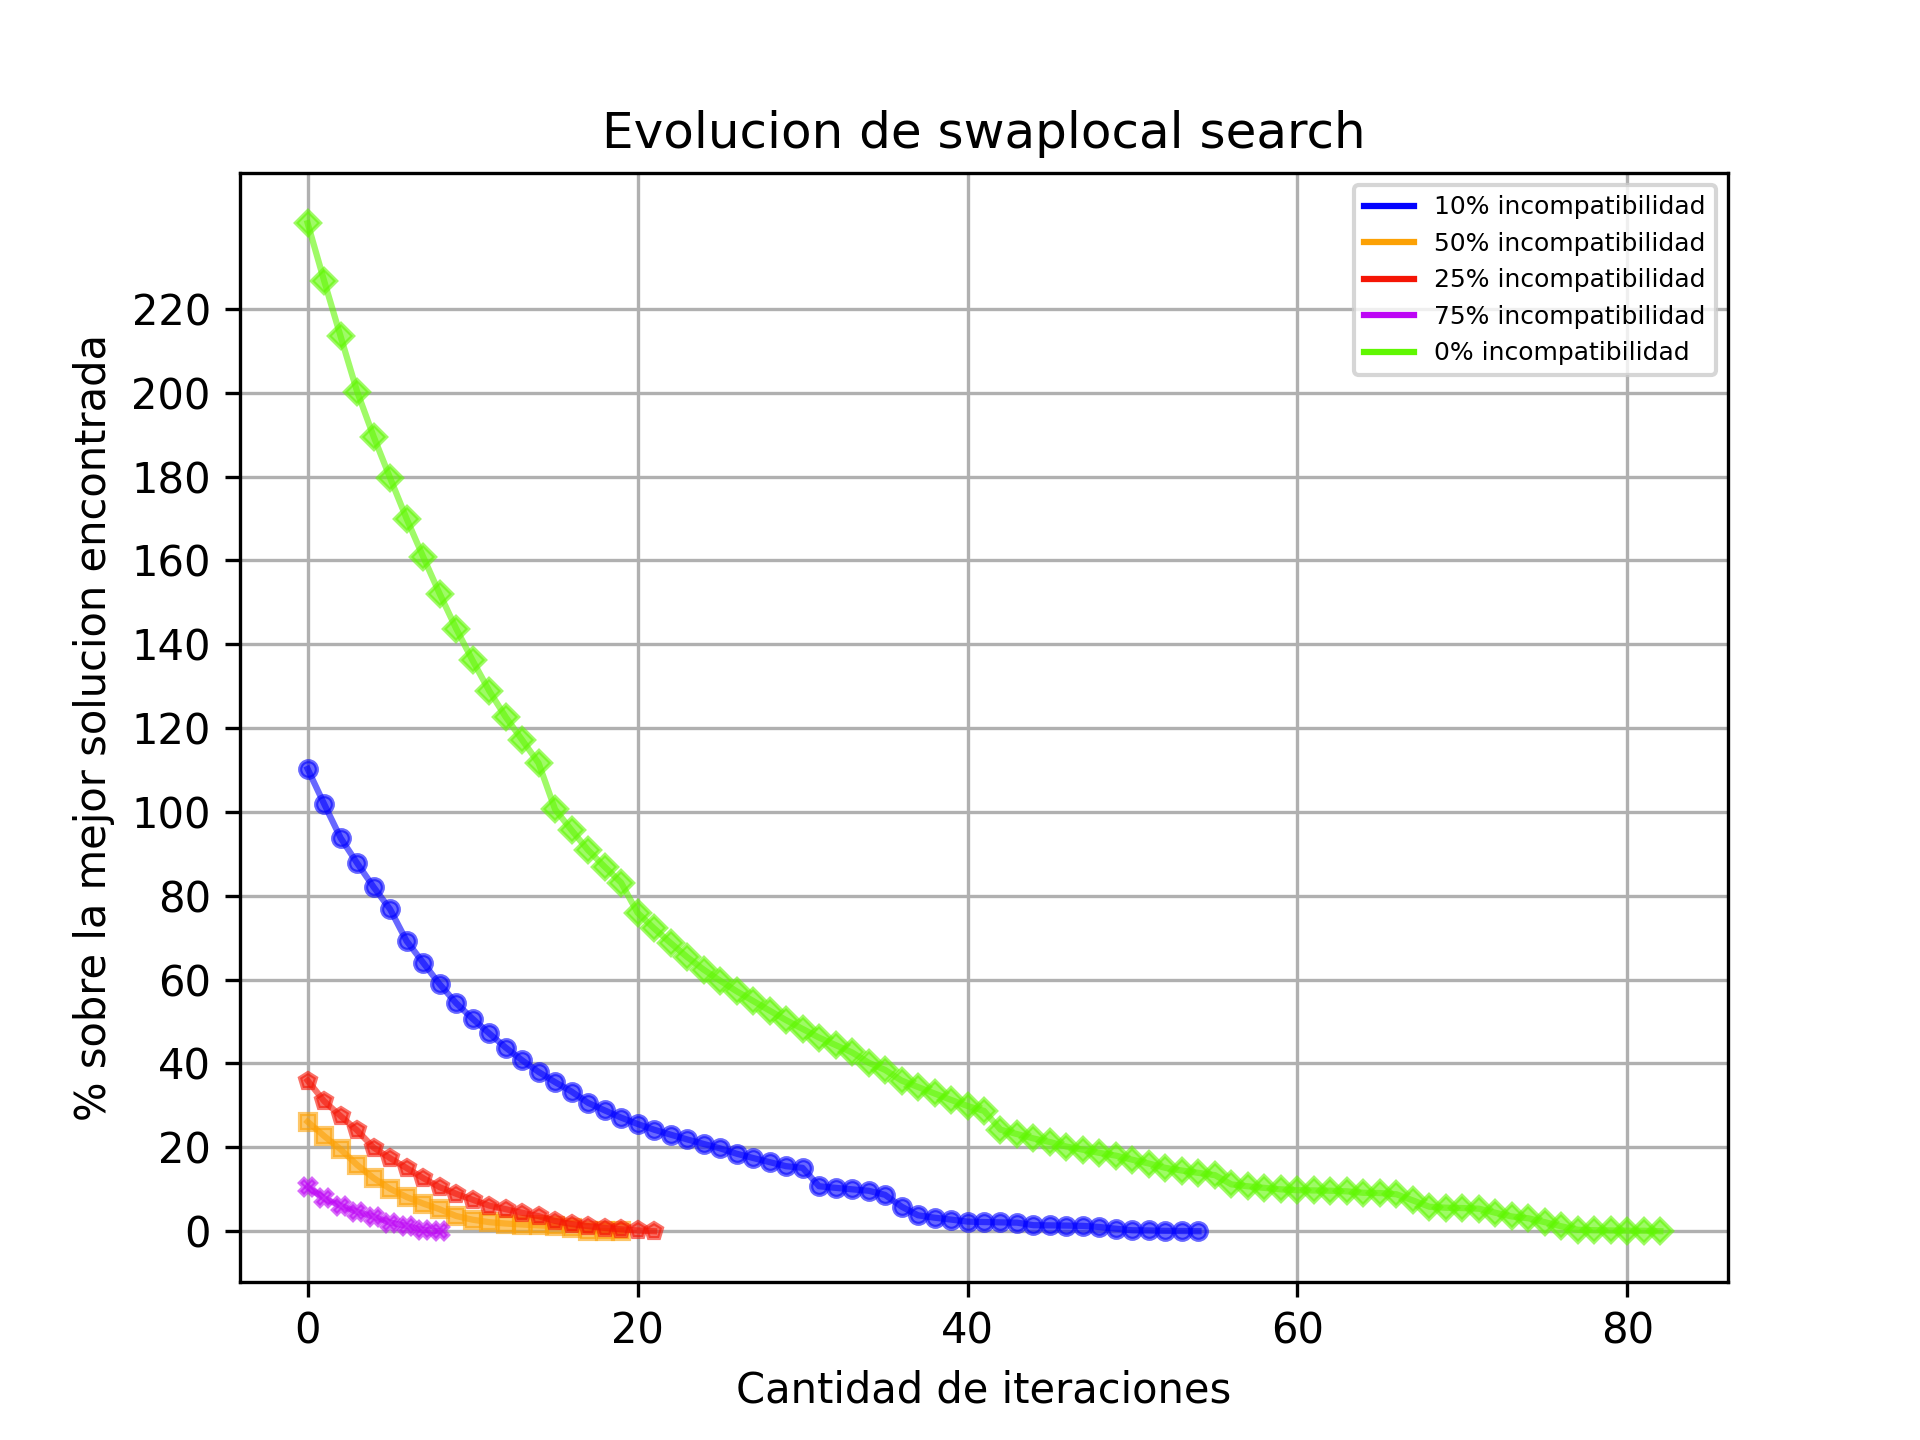 Evolucion de swaplocal search
10% incompatibilidad
50% incompatibilidad
25% incompatibilidad
75% incompatibilidad
0% incompatibilidad
% sobre la mejor solucion encontrada
220
200
180
160
140
120
100
80
60
40
20
0
0 20 40 60 80
Cantidad de iteraciones